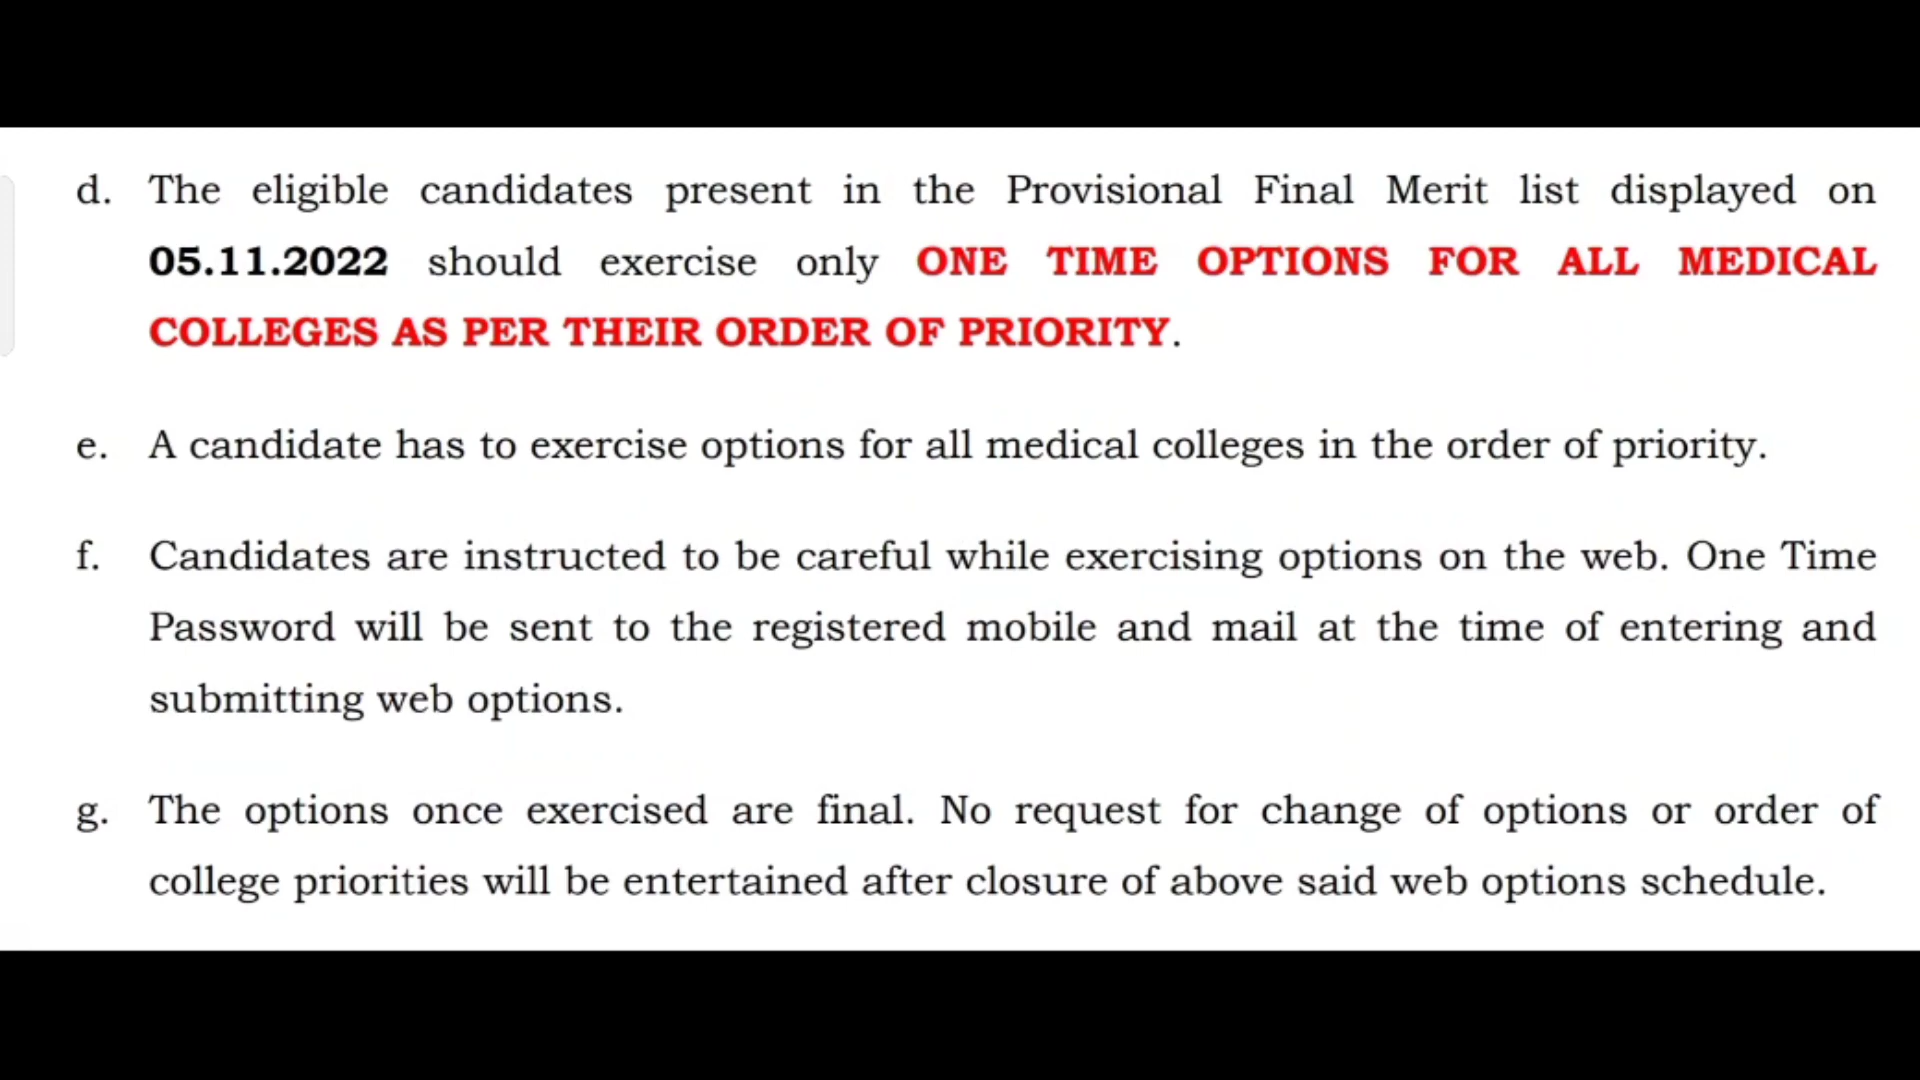 d. The eligible candidates present in the Provisional Final Merit list displayed on
05.11.2022 should exercise only ONE TIME OPTIONS FOR ALL MEDICAL
COLLEGES AS PER THEIR ORDER OF PRIORITY.
e. A candidate has to exercise options for all medical colleges in the order of priority.
f. Candidates are instructed to be careful while exercising options on the web. One Time
Password will be sent to the registered mobile and mail at the time of entering and
submitting web options.
g. The options once exercised are final. No request for change of options or order of
college priorities will be entertained after closure of above said web options schedule.